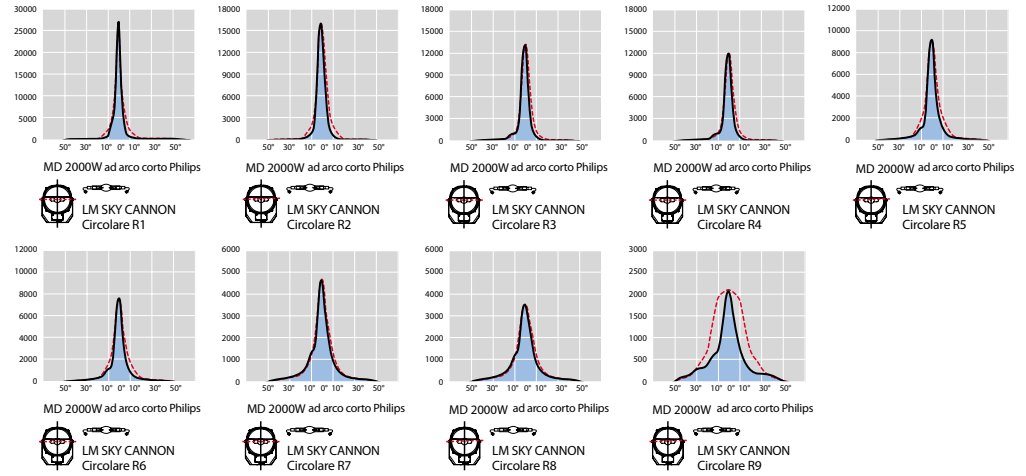 30000
25000
20000
15000
10000
5000
0
50° 30° 10° 0° 10° 30° 50°
MD 2000W ad arco corto Philips
LM SKY CANNON
Circolare R1
18000
15000
12000
9000
6000
3000
0
50° 30° 10° 0° 10° 30° 50°
MD 2000W ad arco corto Philips
LM SKY CANNON
Circolare R2
18000
15000
12000
9000
6000
3000
0
50° 30° 10° 0° 10° 30° 50°
MD 2000W ad arco corto Philips
LM SKY CANNON
Circolare R3
18000
15000
12000
9000
6000
3000
0
50° 30° 10° 0° 10° 30° 50°
MD 2000W ad arco corto Philips
LM SKY CANNON
Circolare R4
12000
10000
8000
6000
4000
2000
0
50° 30° 10° 0° 10° 30° 50°
MD 2000W ad arco corto Philips
LM SKY CANNON
Circolare R5
12000
10000
8000
6000
4000
2000
0
50° 30° 10° 0° 10° 30° 50°
MD 2000W ad arco corto Philips
LM SKY CANNON
Circolare R6
6000
5000
4000
3000
2000
1000
0
50° 30° 10° 0° 10° 30° 50°
MD 2000W ad arco corto Philips
LM SKY CANNON
Circolare R7
6000
5000
4000
3000
2000
1000
0
50° 30° 10° 0° 10° 30° 50°
MD 2000W ad arco corto Philips
LM SKY CANNON
Circolare R8
3000
2500
2000
1500
1000
500
0
50° 30° 10° 0° 10° 30° 50°
MD 2000W ad arco corto Philips
LM SKY CANNON
Circolare R9